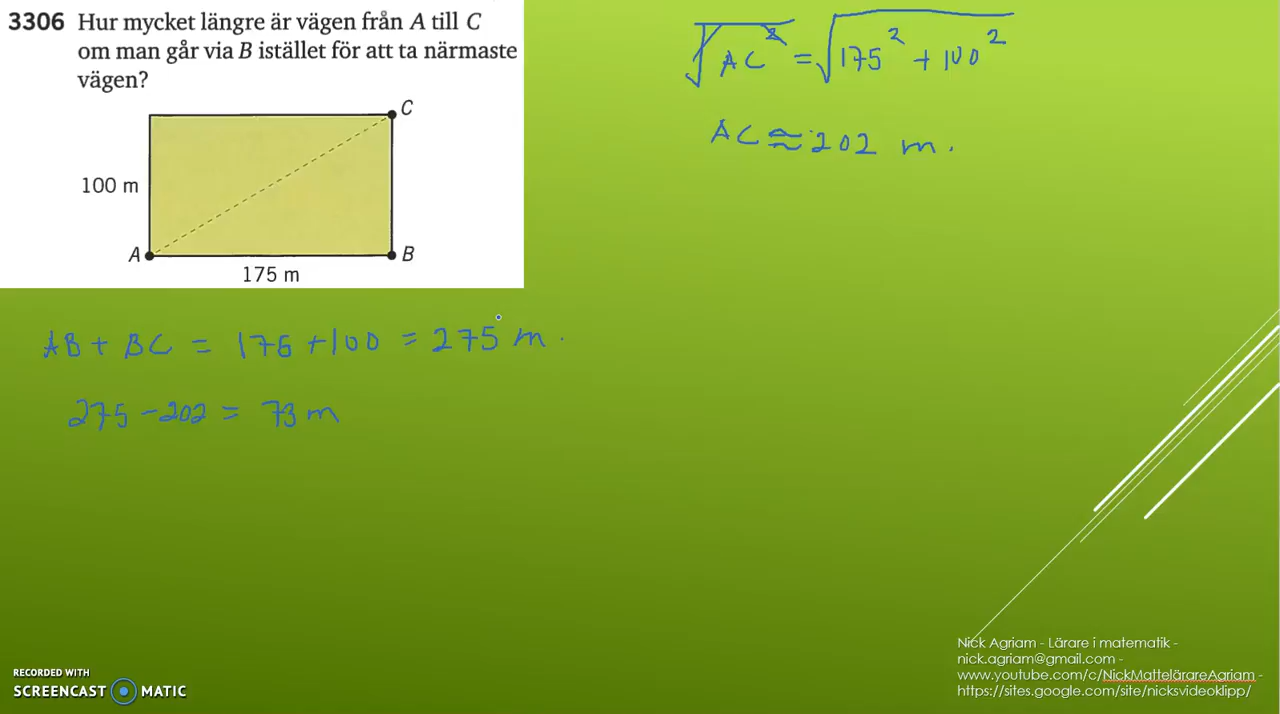 3306 Hur mycket längre är vägen från A till C
om man går via B istället för att ta närmaste
vägen?
C
100 m
A
B
175 m
√AC² = √175² + 100²
AC ≈ 202 m.
AB + BC = 175 + 100 = 275 m.
275 - 202 = 73 m
RECORDED WITH
SCREENCAST MATIC
Nick Agriam - Lärare i matematik -
nick.agriam@gmail.com -
www.youtube.com/c/NickMattelärareAgriam -
https://sites.google.com/site/nicksvideoklipp/